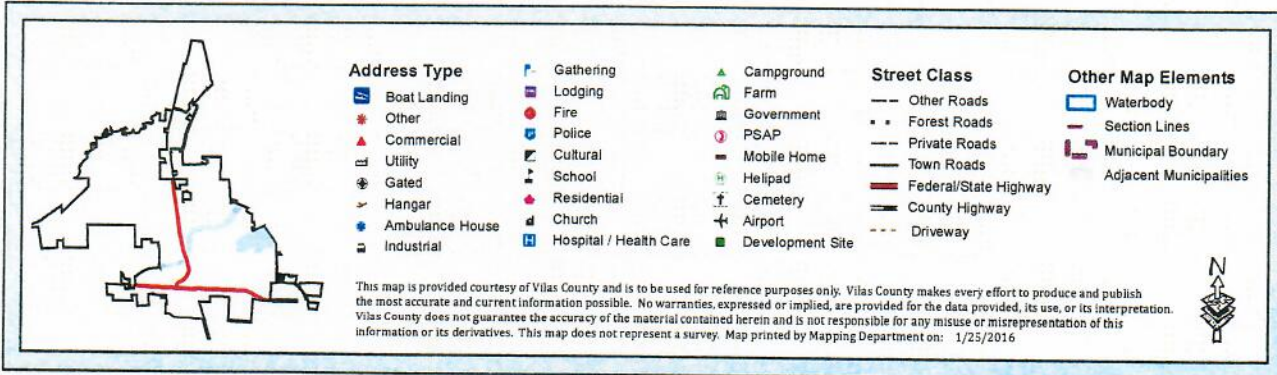 Address Type
Boat Landing
Other
Commercial
Utility
Gated
Hangar
Ambulance House
Industrial
Gathering
Lodging
Fire
Police
Cultural
School
Residential
Church
Hospital / Health Care
Campground
Farm
Government
PSAP
Mobile Home
Helipad
Cemetery
Airport
Development Site
Street Class
Other Roads
Forest Roads
Private Roads
Town Roads
Federal/State Highway
County Highway
Driveway
Other Map Elements
Waterbody
Section Lines
Municipal Boundary
Adjacent Municipalities
This map is provided courtesy of Vilas County and is to be used for reference purposes only. Vilas County makes every effort to produce and publish
the most accurate and current information possible. No warranties, expressed or implied, are provided for the data provided, its use, or its interpretation.
Vilas County does not guarantee the accuracy of the material contained herein and is not responsible for any misuse or misrepresentation of this
information or its derivatives. This map does not represent a survey. Map printed by Mapping Department on: 1/25/2016
N